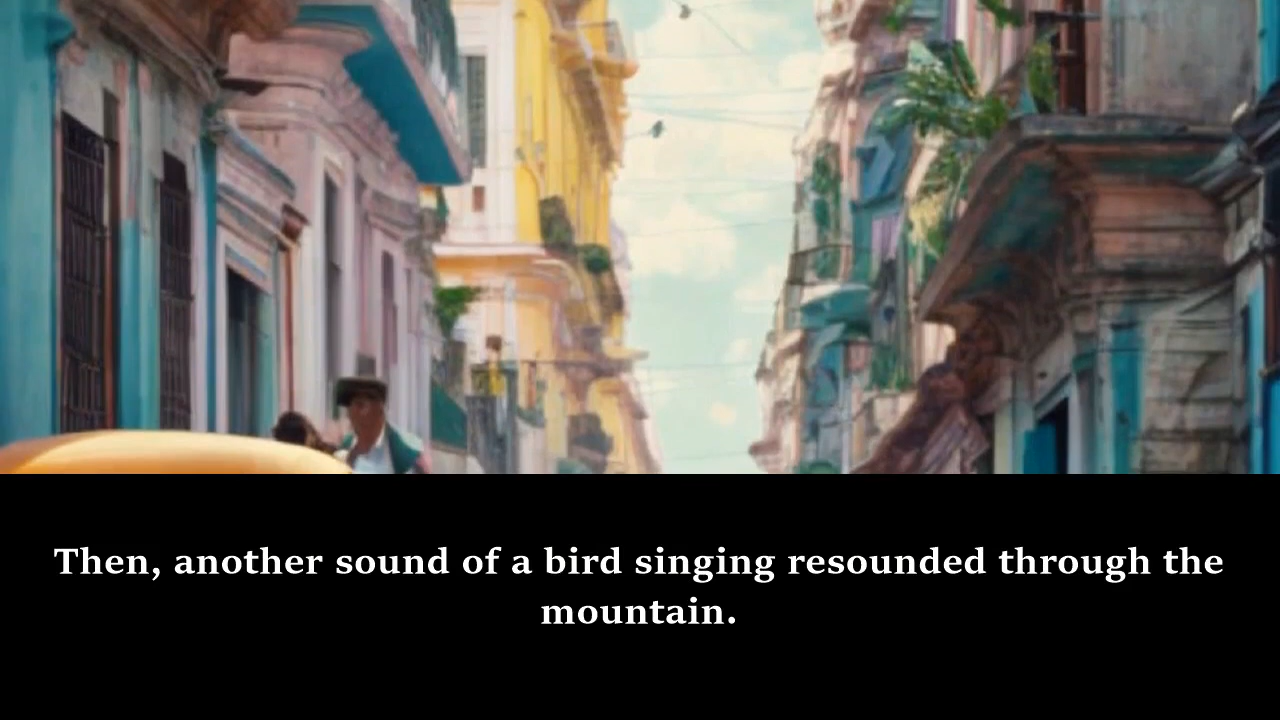 Then, another sound of a bird singing resounded through the
mountain.